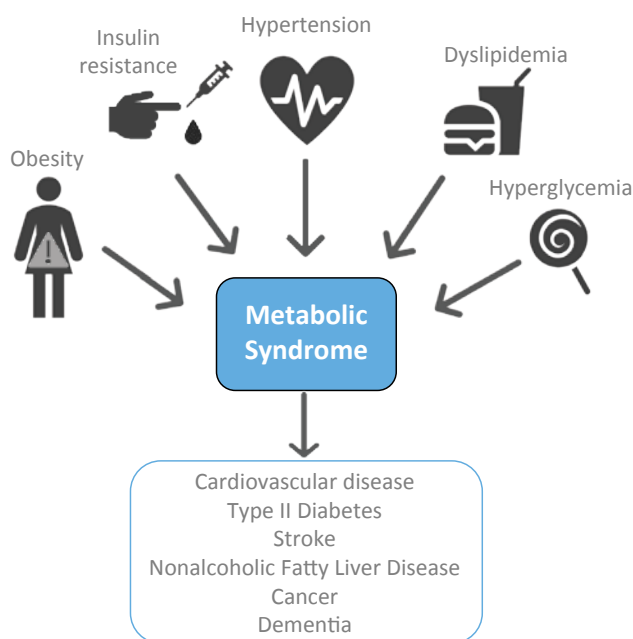 Insulin
resistance
Hypertension
Dyslipidemia
Obesity
Hyperglycemia
!
Metabolic
Syndrome
Cardiovascular disease
Type II Diabetes
Stroke
Nonalcoholic Fatty Liver Disease
Cancer
Dementia